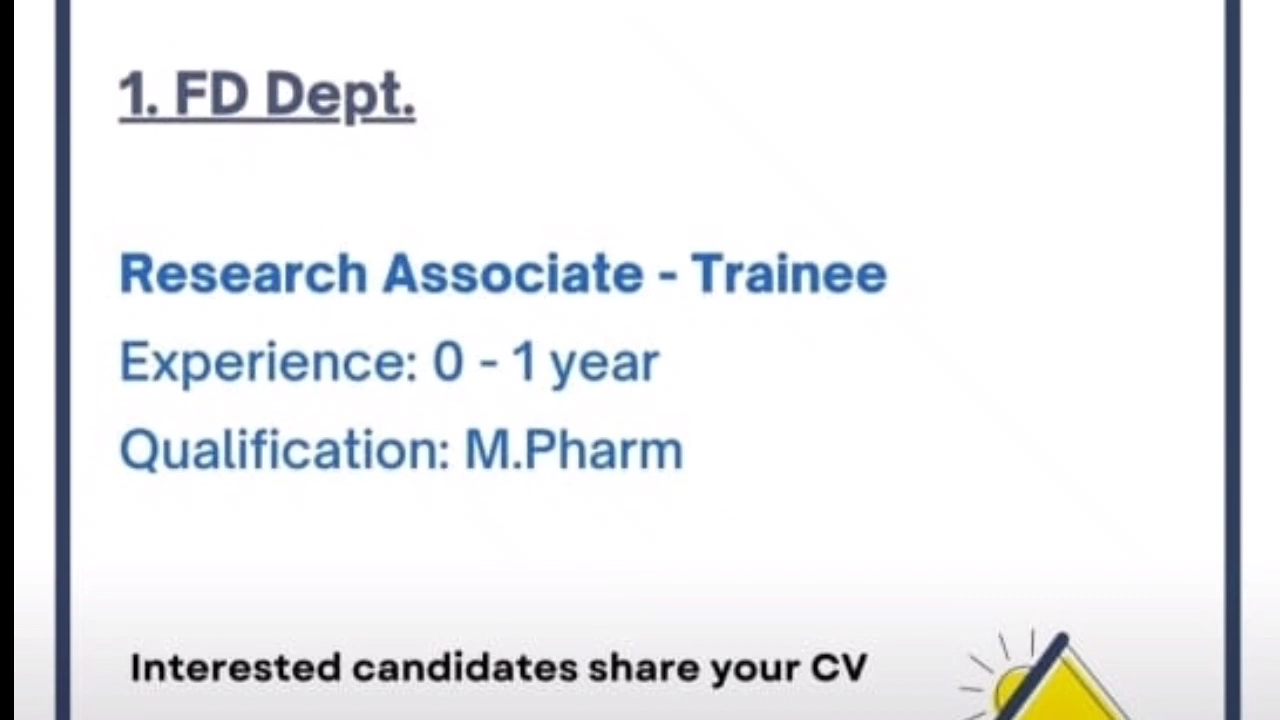 1. FD Dept.
Research Associate - Trainee
Experience: 0 - 1 year
Qualification: M.Pharm
Interested candidates share your CV